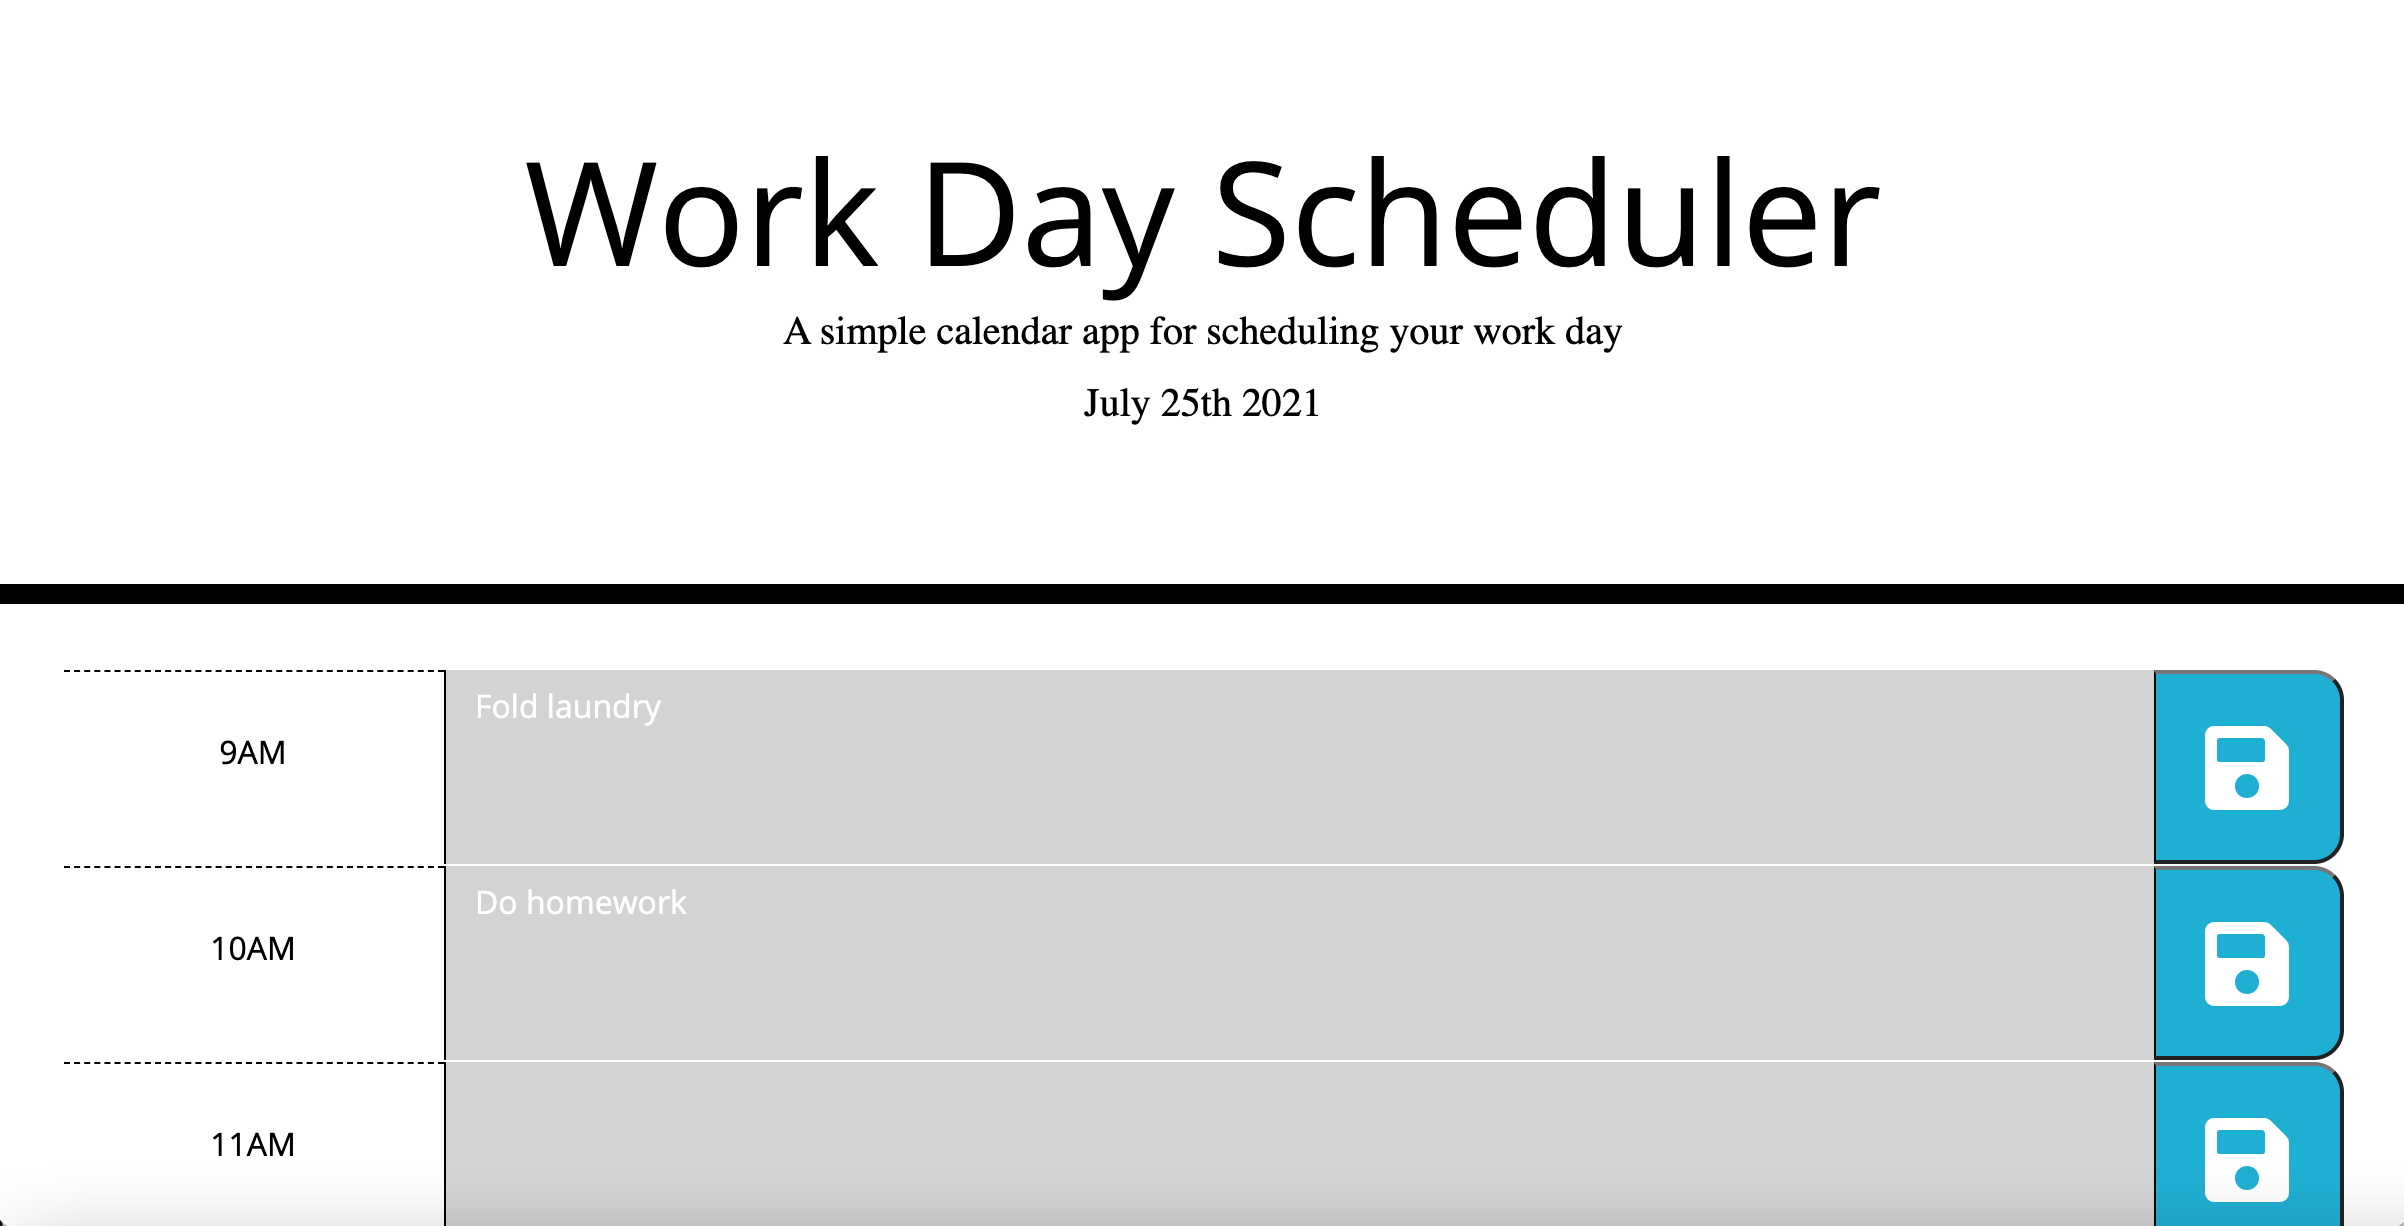 Work Day Scheduler
A simple calendar app for scheduling your work day
July 25th 2021
9AM
Fold laundry
10AM
Do homework
11AM